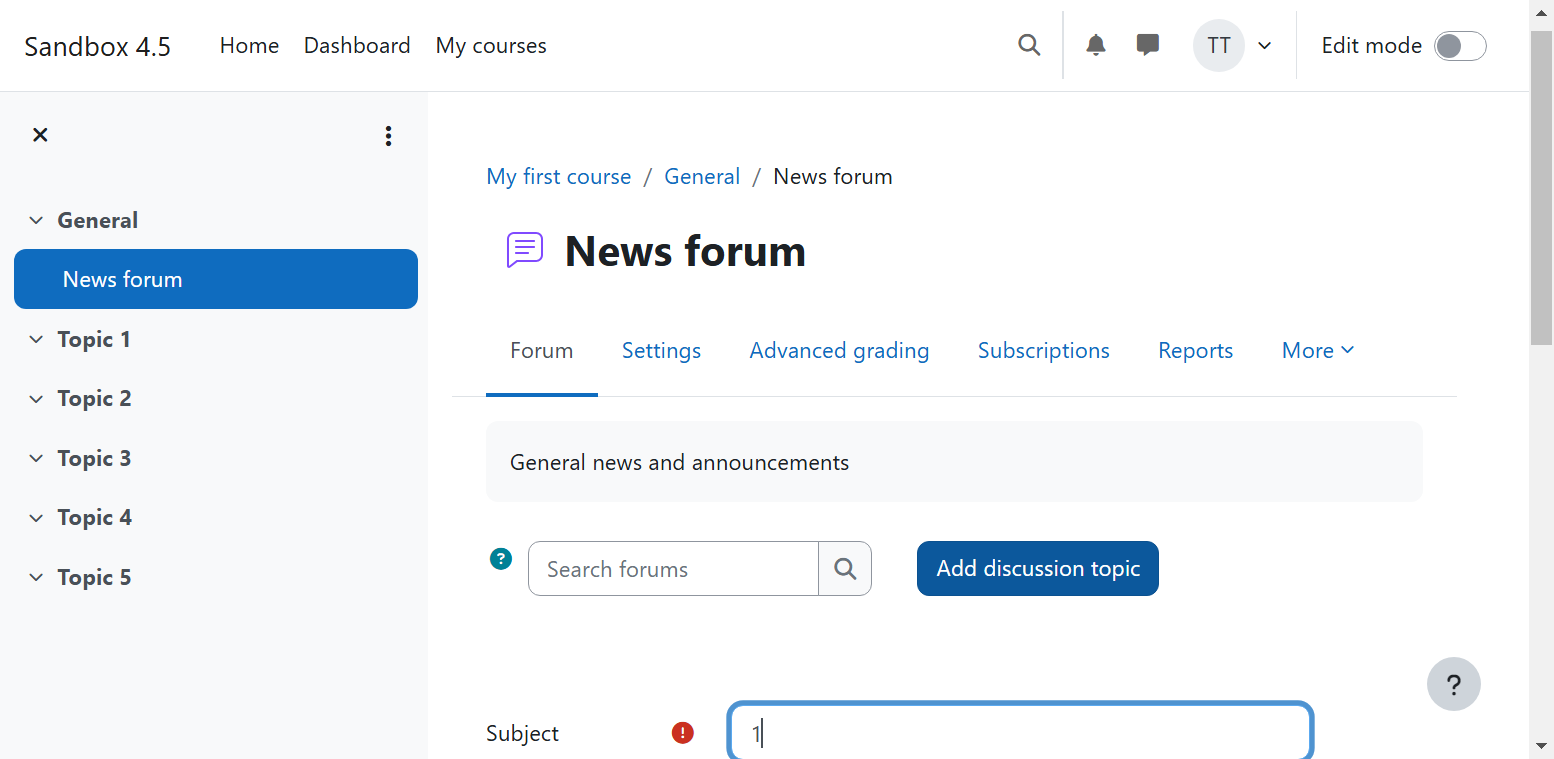 Sandbox 4.5 Home Dashboard My courses TT Edit mode
General
News forum
Topic 1
Topic 2
Topic 3
Topic 4
Topic 5
My first course / General / News forum
News forum
Forum Settings Advanced grading Subscriptions Reports More
General news and announcements
? Search forums Add discussion topic
?
Subject ! 1